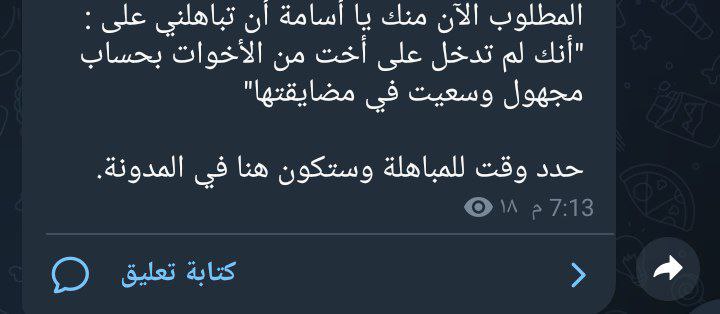 المطلوب الآن منك يا أسامة أن تباهلني على :
"أنك لم تدخل على أخت من الأخوات بحساب
مجهول وسعيت في مضايقتها"
حدد وقت للمباهلة وستكون هنا في المدونة.
١٨ 7:13 م
كتابة تعليق